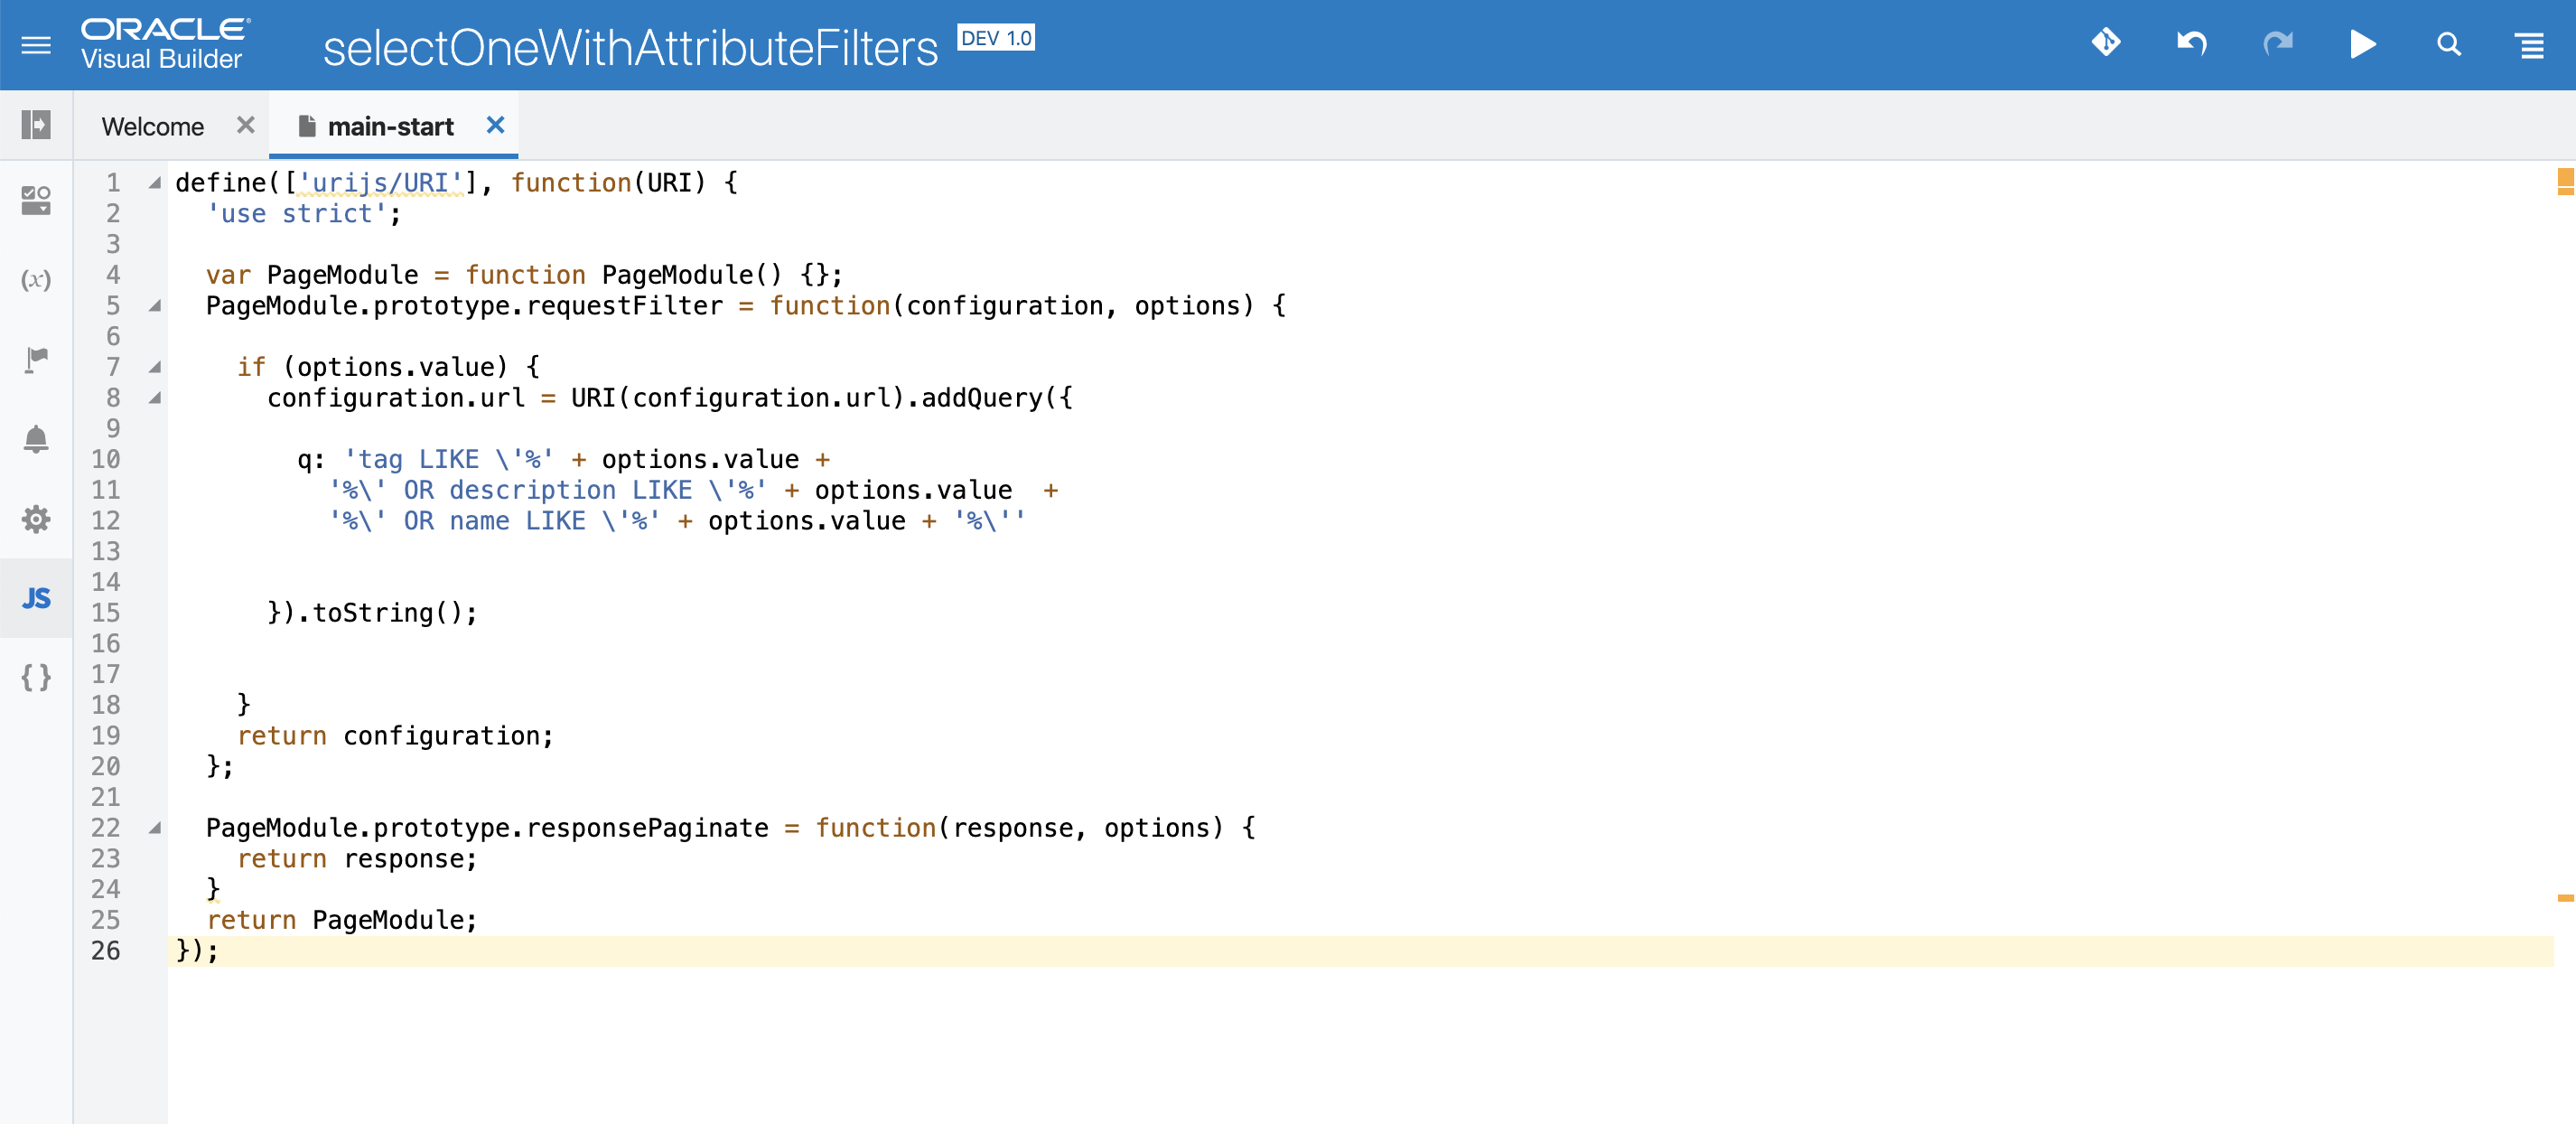 ORACLE
Visual Builder
selectOneWithAttributeFilters DEV 1.0
Welcome main-start
1 define(['urijs/URI'], function(URI) {
2   'use strict';
3
4   var PageModule = function PageModule() {};
5   PageModule.prototype.requestFilter = function(configuration, options) {
6
7     if (options.value) {
8       configuration.url = URI(configuration.url).addQuery({
9
10         q: 'tag LIKE \'%' + options.value +
11           '%\' OR description LIKE \'%' + options.value  +
12           '%\' OR name LIKE \'%' + options.value + '%\''
13
14
15       }).toString();
16
17
18     }
19     return configuration;
20   };
21
22   PageModule.prototype.responsePaginate = function(response, options) {
23     return response;
24   }
25   return PageModule;
26 });
(x)
JS
{}